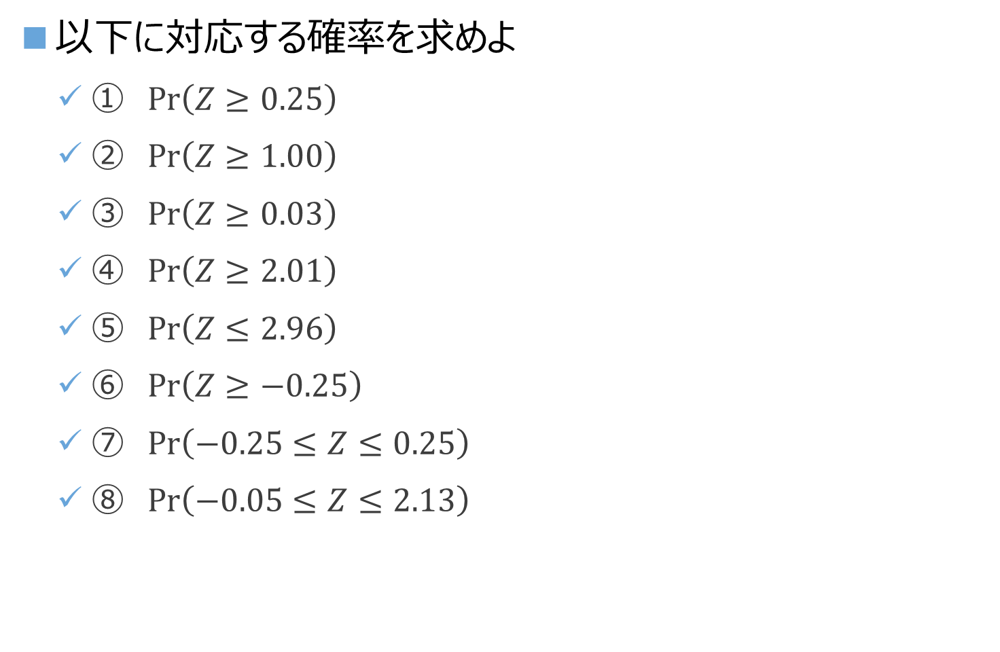 ■以下に対応する確率を求めよ
✓ ① Pr(Z ≥ 0.25)
✓ ② Pr(Z ≥ 1.00)
✓ ③ Pr(Z ≥ 0.03)
✓ ④ Pr(Z ≥ 2.01)
✓ ⑤ Pr(Z ≤ 2.96)
✓ ⑥ Pr(Z ≥ −0.25)
✓ ⑦ Pr(−0.25 ≤ Z ≤ 0.25)
✓ ⑧ Pr(−0.05 ≤ Z ≤ 2.13)